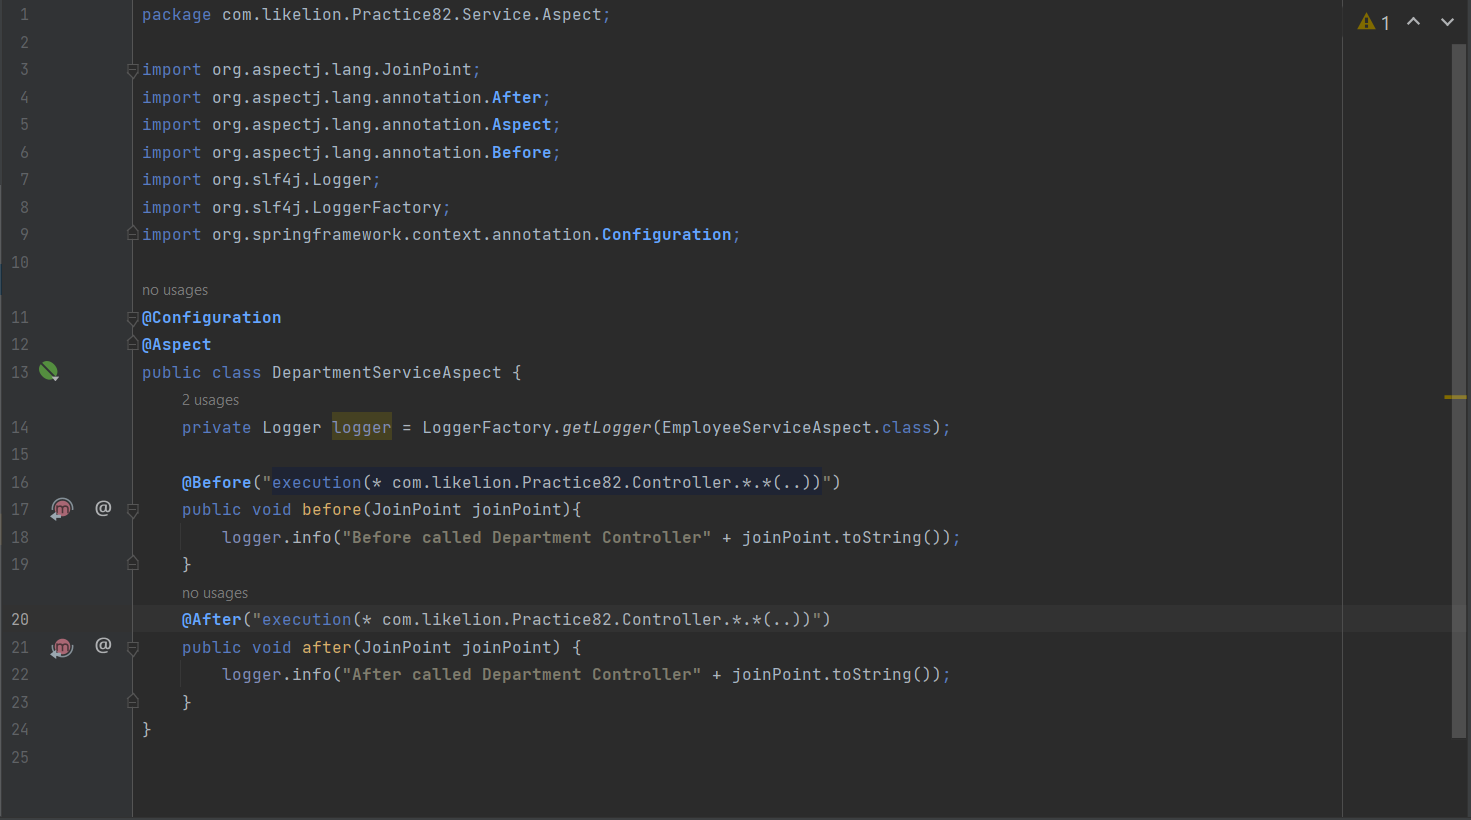 1 package com.likelion.Practice82.Service.Aspect;
2
3 import org.aspectj.lang.JoinPoint;
4 import org.aspectj.lang.annotation.After;
5 import org.aspectj.lang.annotation.Aspect;
6 import org.aspectj.lang.annotation.Before;
7 import org.slf4j.Logger;
8 import org.slf4j.LoggerFactory;
9 import org.springframework.context.annotation.Configuration;
10
no usages
11 @Configuration
12 @Aspect
13 public class DepartmentServiceAspect {
2 usages
14 private Logger logger = LoggerFactory.getLogger(EmployeeServiceAspect.class);
15
16 @Before("execution(* com.likelion.Practice82.Controller.*.*(..))")
17 @ public void before(JoinPoint joinPoint){
18 logger.info("Before called Department Controller" + joinPoint.toString());
19 }
no usages
20 @After("execution(* com.likelion.Practice82.Controller.*.*(..))")
21 @ public void after(JoinPoint joinPoint) {
22 logger.info("After called Department Controller" + joinPoint.toString());
23 }
24 }
25
1